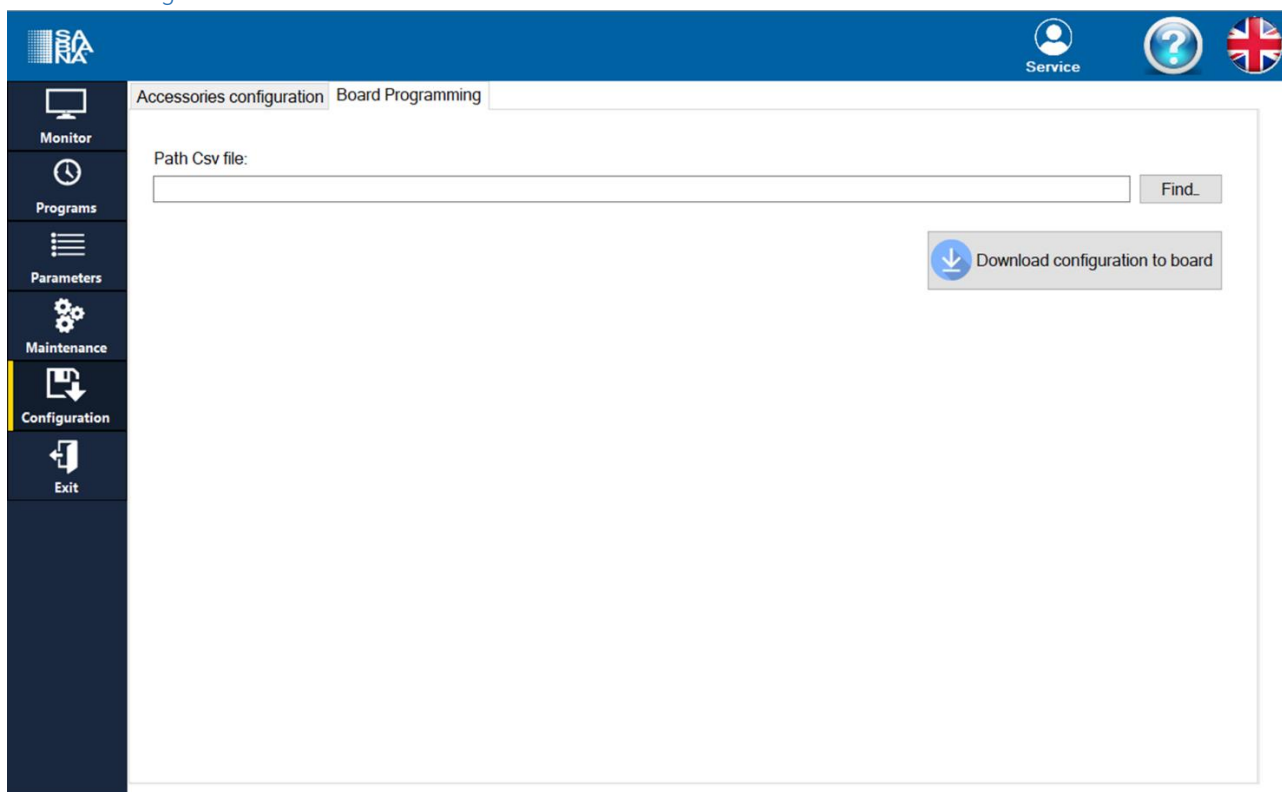 SA
RA
NA
Service
?
Monitor
Programs
Parameters
Maintenance
Configuration
Exit
Accessories configuration Board Programming
Path Csv file:
Find..
Download configuration to board